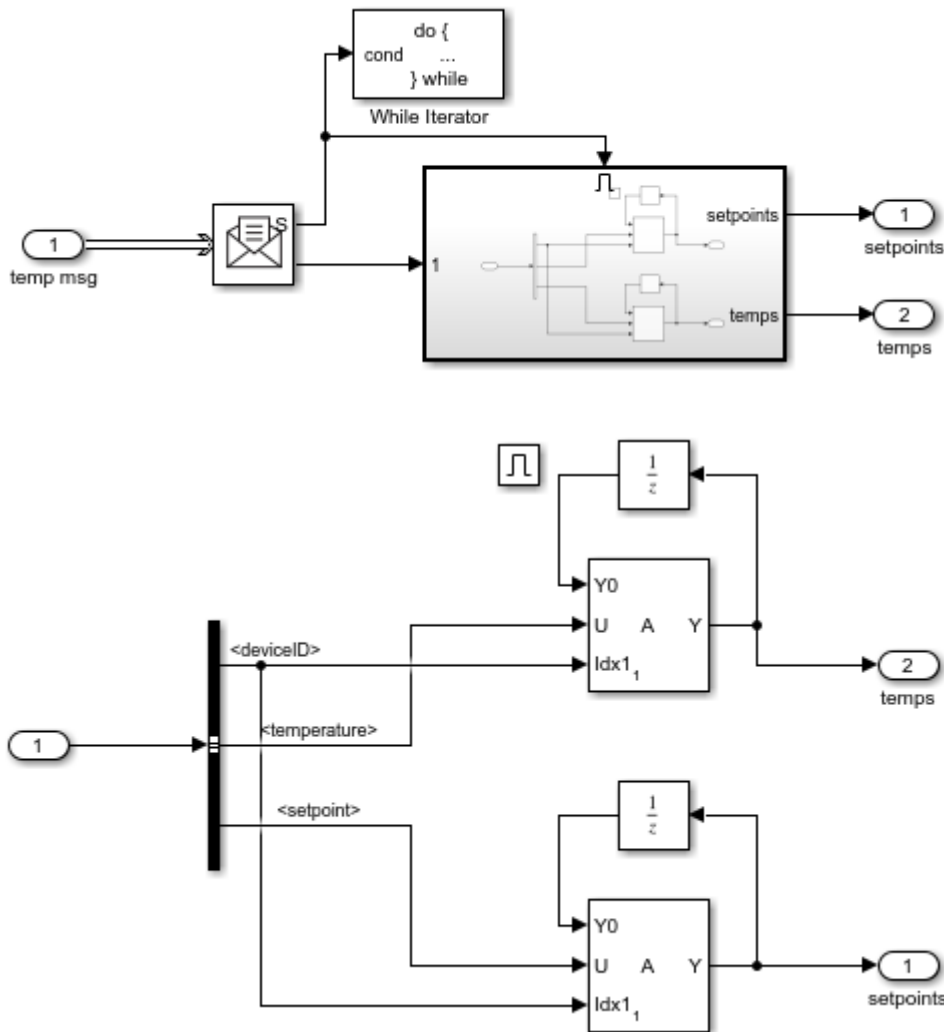 do {
cond ...
} while
While Iterator
S
1
temp msg
1
setpoints
temps
1
setpoints
2
temps
1
z
Y0
U A Y
Idx1 1
<deviceID>
<temperature>
<setpoint>
1
2
temps
1
z
Y0
U A Y
Idx1 1
1
setpoints